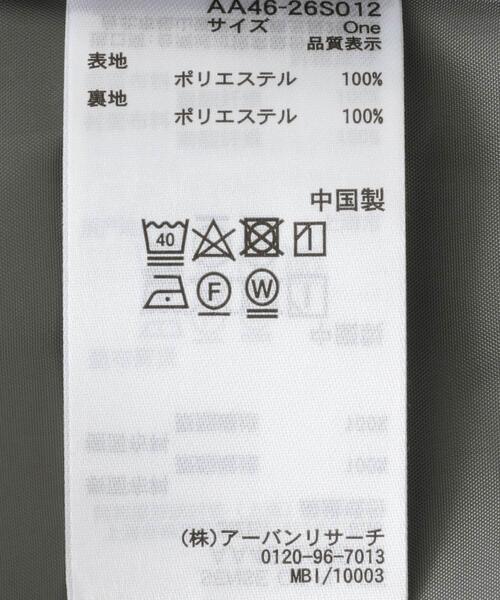 AA46-26S012
サイズ One
品質表示
表地
ポリエステル 100%
裏地
ポリエステル 100%
中国製
40
F W
(株)アーバンリサーチ
0120-96-7013
MBI/10003